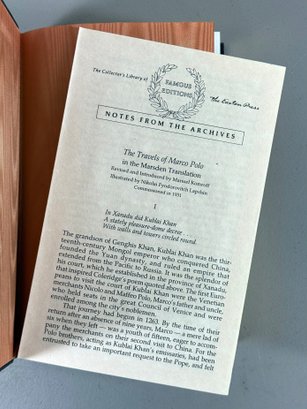 The Collector's Library of
FAMOUS
EDITIONS
The Easton Press
NOTES FROM THE ARCHIVES
The Travels of Marco Polo
in the Marsden Translation
Revised and Introduced by Manuel Komroff
Illustrated by Nikolai Fyodorovitch Lapshin
Commissioned in 1931
I
In Xanadu did Kublai Khan
A stately pleasure-dome decree . . .
With walls and towers circled round
The grandson of Genghis Khan, Kublai Khan was the thir-
teenth-century Mongol emperor who conquered China,
founded the Yuan dynasty, and ruled an empire that
extended from the Pacific to Russia. It was the splendor of
his court, which he established in the province of Xanadu,
that inspired Coleridge's poem quoted above. The first Euro-
peans to visit the court of Kublai Khan were the Venetian
merchants Nicolo and Maffeo Polo, Marco's father and uncle,
who held seats in the great Council of Venice and were
enrolled among the city's noblemen.
That journey had begun in 1263. By the time of their
return after an absence of nine years, Marco — a mere lad of
six when they left — was a youth of fifteen, eager to accom-
pany the merchants on their second visit to China. For the
Polo brothers, acting as Kublai Khan's emissaries, had been
entrusted to take an important request to the Pope, and felt